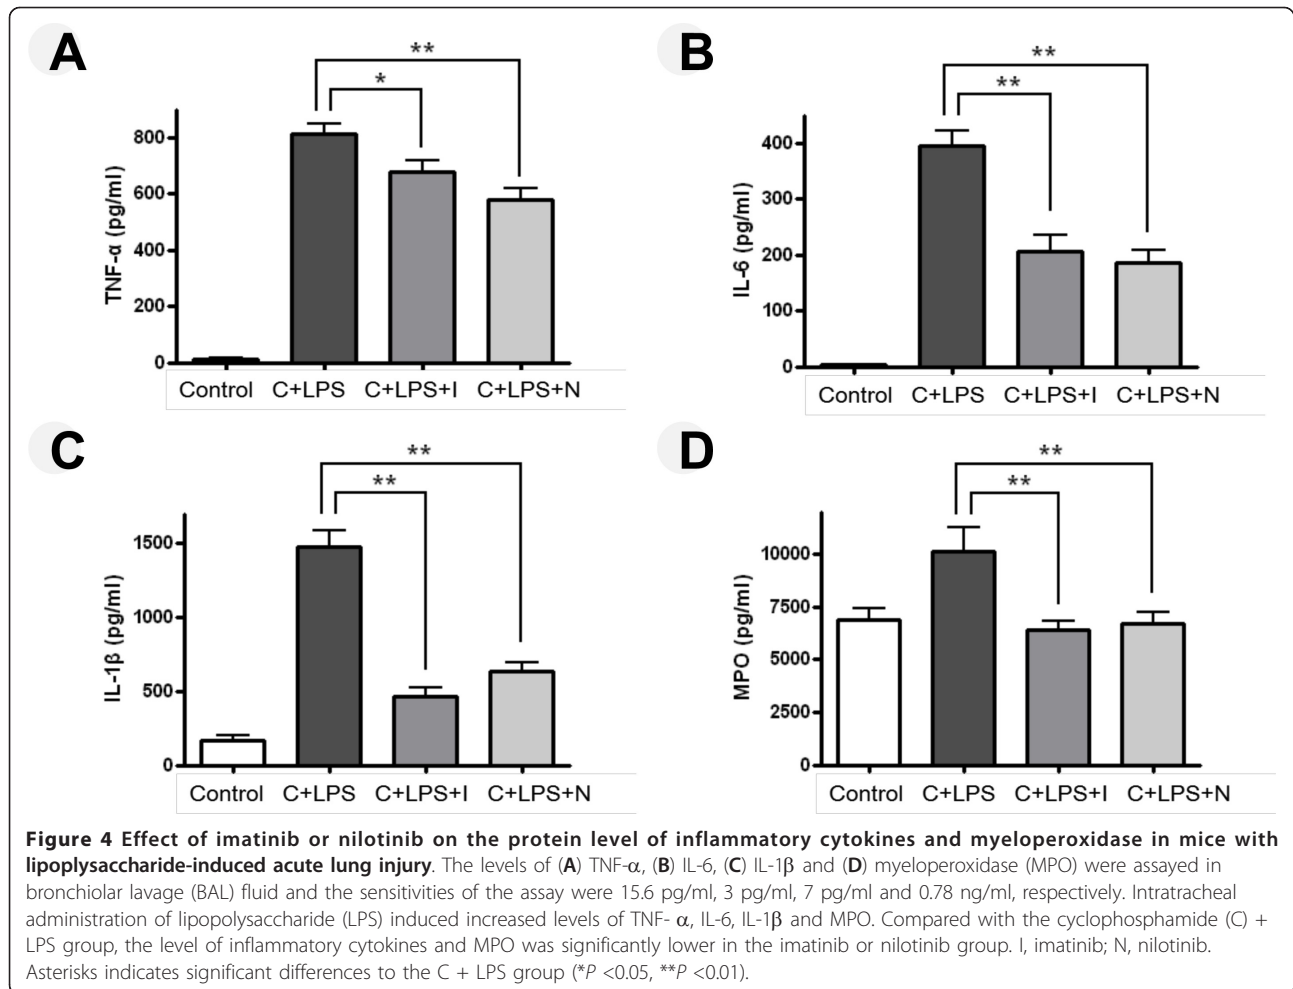 A
**
*
TNF-α (pg/ml)
800
600
400
200
0
Control C+LPS C+LPS+I C+LPS+N
B
**
**
IL-6 (pg/ml)
400
300
200
100
0
Control C+LPS C+LPS+I C+LPS+N
C
**
**
IL-1β (pg/ml)
1500
1000
500
0
Control C+LPS C+LPS+I C+LPS+N
D
**
**
MPO (pg/ml)
10000
7500
5000
2500
0
Control C+LPS C+LPS+I C+LPS+N
Figure 4 Effect of imatinib or nilotinib on the protein level of inflammatory cytokines and myeloperoxidase in mice with
lipoplysaccharide-induced acute lung injury. The levels of (A) TNF-α, (B) IL-6, (C) IL-1β and (D) myeloperoxidase (MPO) were assayed in
bronchiolar lavage (BAL) fluid and the sensitivities of the assay were 15.6 pg/ml, 3 pg/ml, 7 pg/ml and 0.78 ng/ml, respectively. Intratracheal
administration of lipopolysaccharide (LPS) induced increased levels of TNF- α, IL-6, IL-1β and MPO. Compared with the cyclophosphamide (C) +
LPS group, the level of inflammatory cytokines and MPO was significantly lower in the imatinib or nilotinib group. I, imatinib; N, nilotinib.
Asterisks indicates significant differences to the C + LPS group (*P <0.05, **P <0.01).